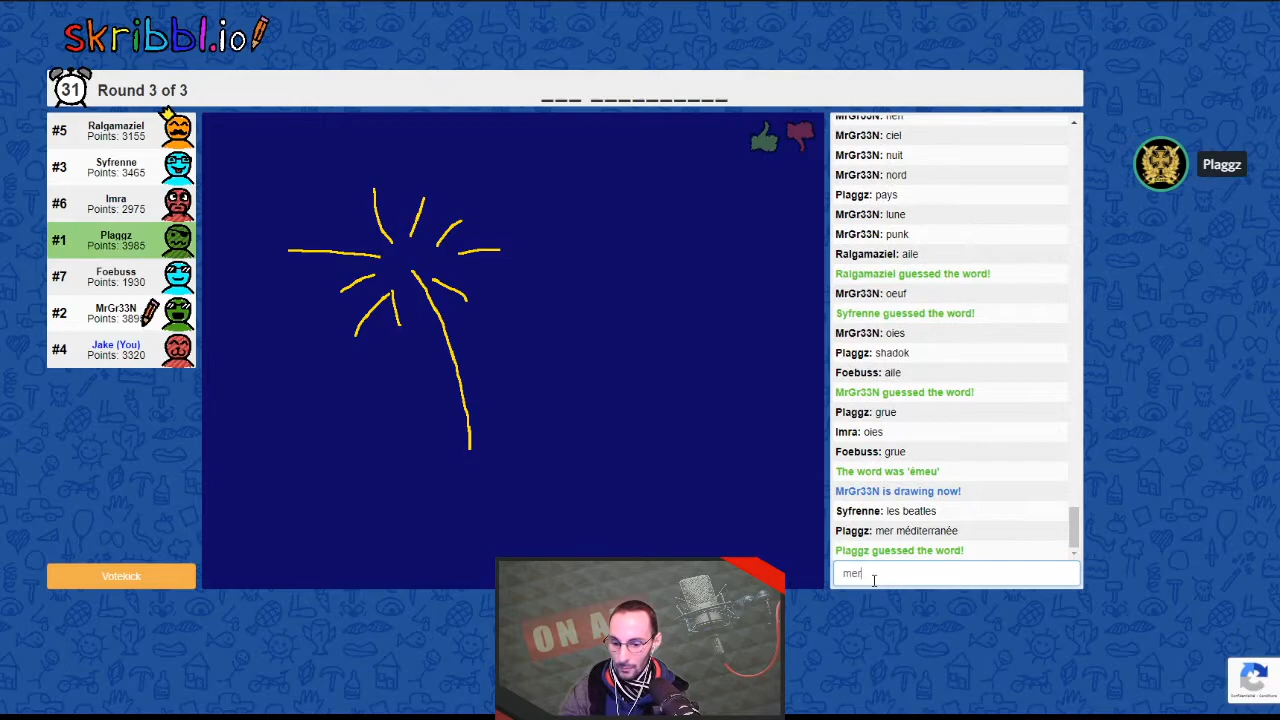 skribbl.io!
31 Round 3 of 3 ___ __________
#5 Ralgamaziel
Points: 3155
#3 Syfrenne
Points: 3465
#6 Imra
Points: 2975
#1 Plaggz
Points: 3985
#7 Foebuss
Points: 1930
#2 MrGr33N
Points: 389
#4 Jake (You)
Points: 3320
Votekick
MrGr33N: ciel
MrGr33N: nuit
MrGr33N: nord
Plaggz: pays
MrGr33N: lune
MrGr33N: punk
Ralgamaziel: aile
Ralgamaziel guessed the word!
MrGr33N: oeuf
Syfrenne guessed the word!
MrGr33N: oies
Plaggz: shadok
Foebuss: aile
MrGr33N guessed the word!
Plaggz: grue
Imra: oies
Foebuss: grue
The word was 'émeu'
MrGr33N is drawing now!
Syfrenne: les beatles
Plaggz: mer méditerranée
Plaggz guessed the word!
mer
Plaggz
ON A